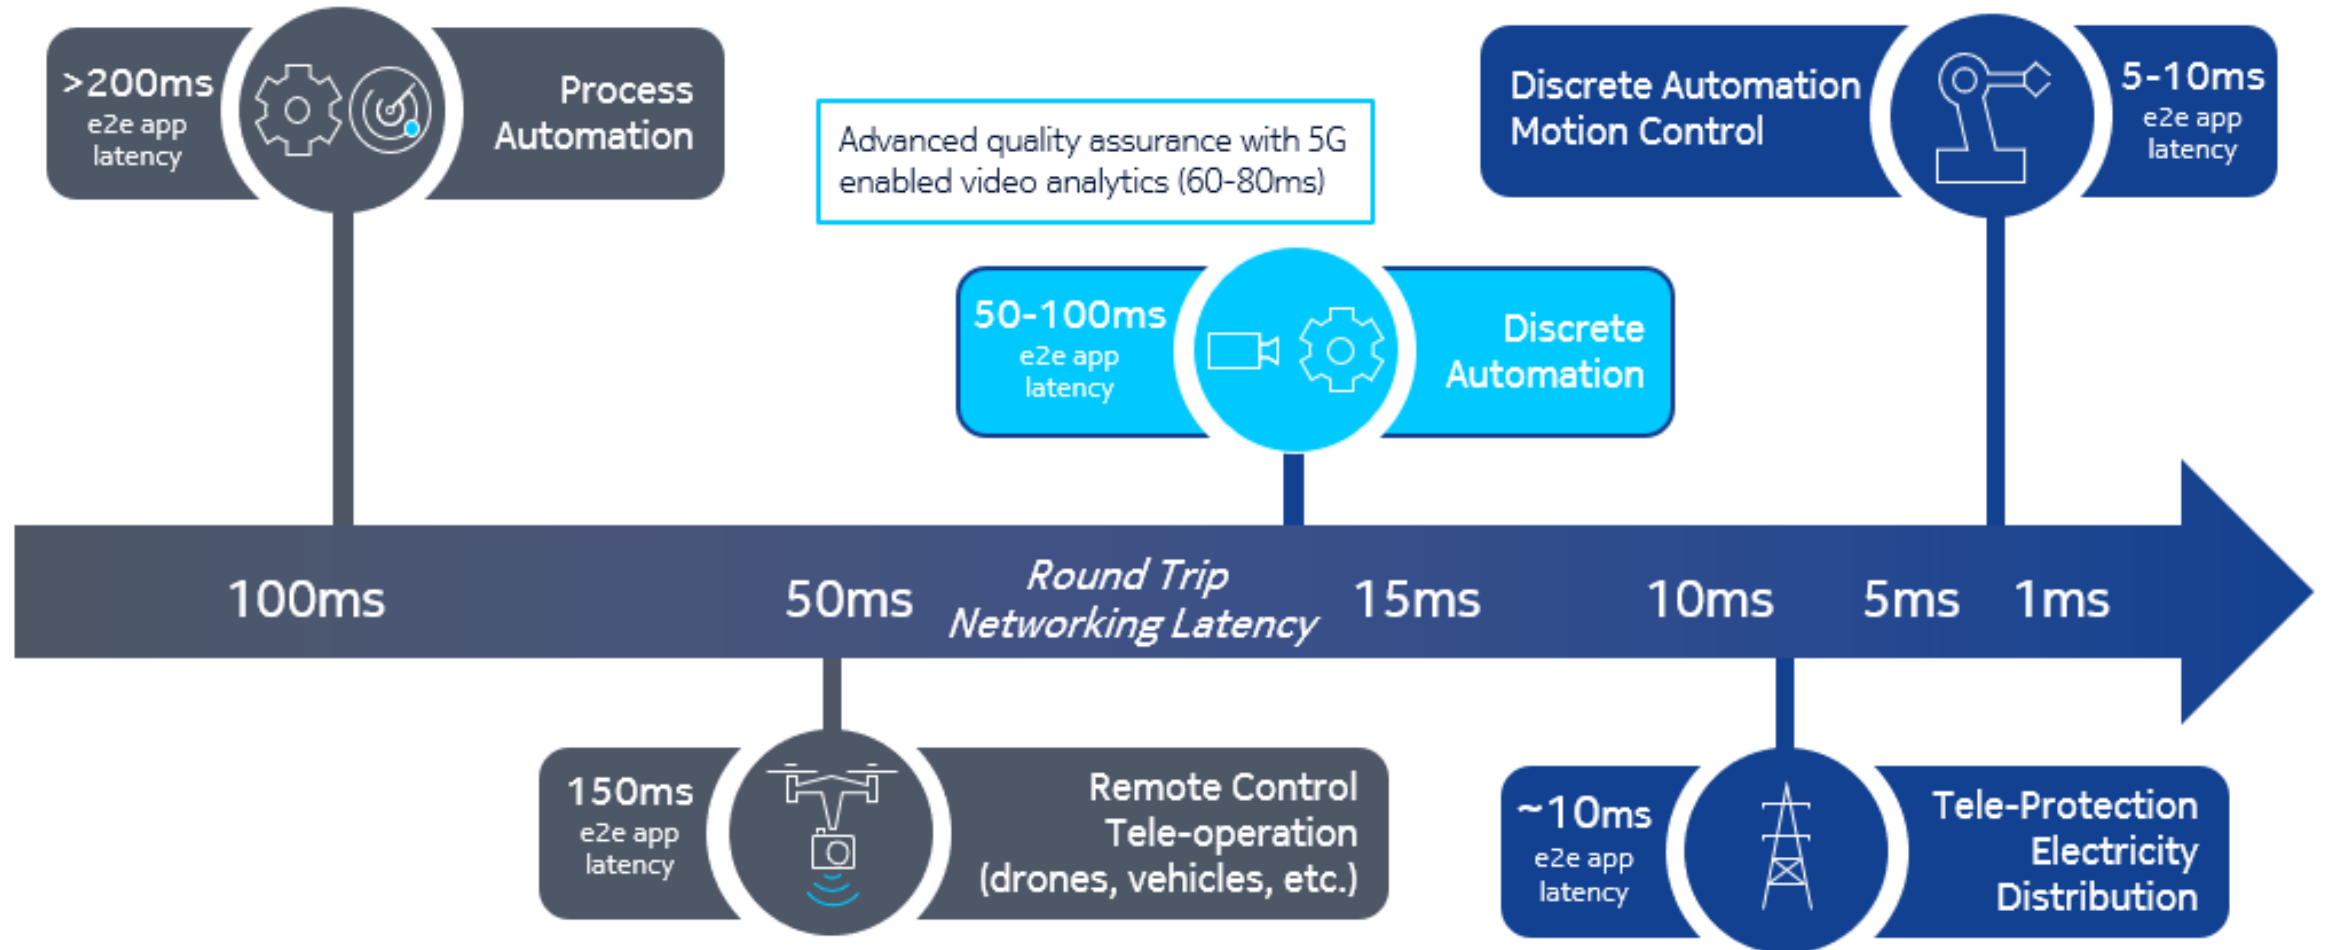 >200ms
e2e app
latency
Process
Automation
Advanced quality assurance with 5G
enabled video analytics (60-80ms)
Discrete Automation
Motion Control
5-10ms
e2e app
latency
50-100ms
e2e app
latency
Discrete
Automation
100ms
50ms
Round Trip
Networking Latency
15ms
10ms
5ms
1ms
150ms
e2e app
latency
Remote Control
Tele-operation
(drones, vehicles, etc.)
~10ms
e2e app
latency
Tele-Protection
Electricity
Distribution